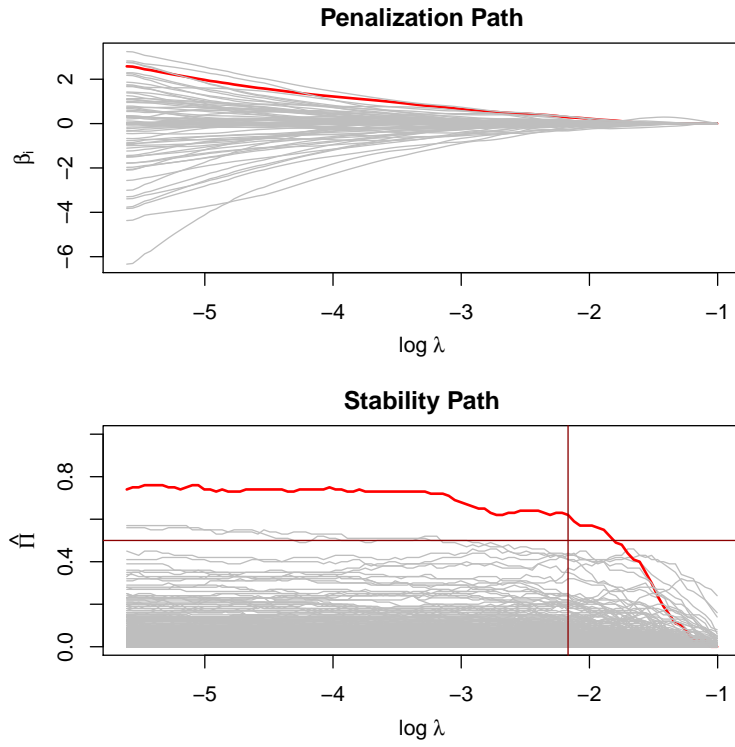 Penalization Path
2
0
−2
−4
−6
βi
−5 −4 −3 −2 −1
log λ
Stability Path
0.8
0.4
0.0
Π̂
−5 −4 −3 −2 −1
log λ